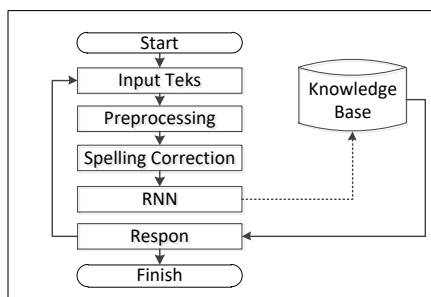 Start
Input Teks
Preprocessing
Spelling Correction
RNN
Respon
Finish
Knowledge
Base